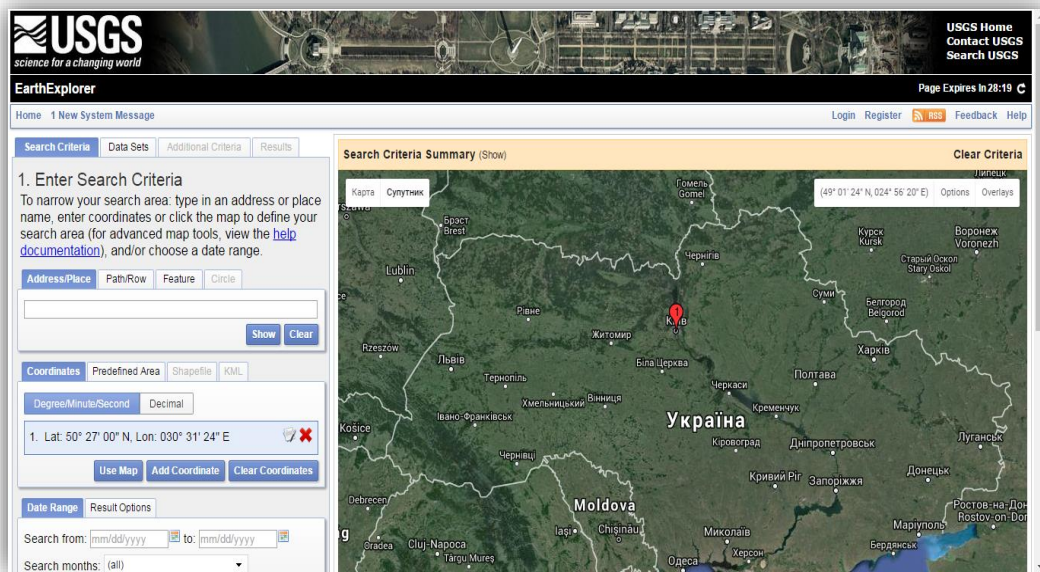 USGS
science for a changing world
USGS Home
Contact USGS
Search USGS
EarthExplorer
Page Expires In 28:19
Home 1 New System Message
Login Register RSS Feedback Help
Search Criteria Data Sets Additional Criteria Results
1. Enter Search Criteria
To narrow your search area: type in an address or place
name, enter coordinates or click the map to define your
search area (for advanced map tools, view the help
documentation), and/or choose a date range.
Address/Place Path/Row Feature Circle
Show Clear
Coordinates Predefined Area Shapefile KML
Degree/Minute/Second Decimal
1. Lat: 50° 27' 00" N, Lon: 030° 31' 24" E
Use Map Add Coordinate Clear Coordinates
Date Range Result Options
Search from: mm/dd/yyyy to: mm/dd/yyyy
Search months: (all)
Search Criteria Summary (Show)
Clear Criteria
Карта Супутник
(49° 01' 24" N, 024° 56' 20" E) Options Overlays
Липецк
Гомель
Gomel
Брэст
Brest
Курск
Kursk
Воронеж
Voronezh
Чернігів
Старый Оскол
Stary Oskol
Lublin
Суми
Белгород
Belgorod
Рівне
1
Київ
Житомир
Харків
Rzeszów
Львів
Біла Церква
Полтава
Тернопіль
Черкаси
Хмельницький
Вінниця
Кременчук
Івано-Франківськ
Україна
Košice
Кіровоград
Дніпропетровськ
Луганськ
Чернівці
Донецьк
Кривий Ріг
Запоріжжя
Debrecen
Moldova
Ростов-на-Дон
Rostov-on-Don
Маріуполь
Iași
Chișinău
Миколаїв
Oradea
Cluj-Napoca
Бердянськ
Târgu Mureș
Херсон
Одеса